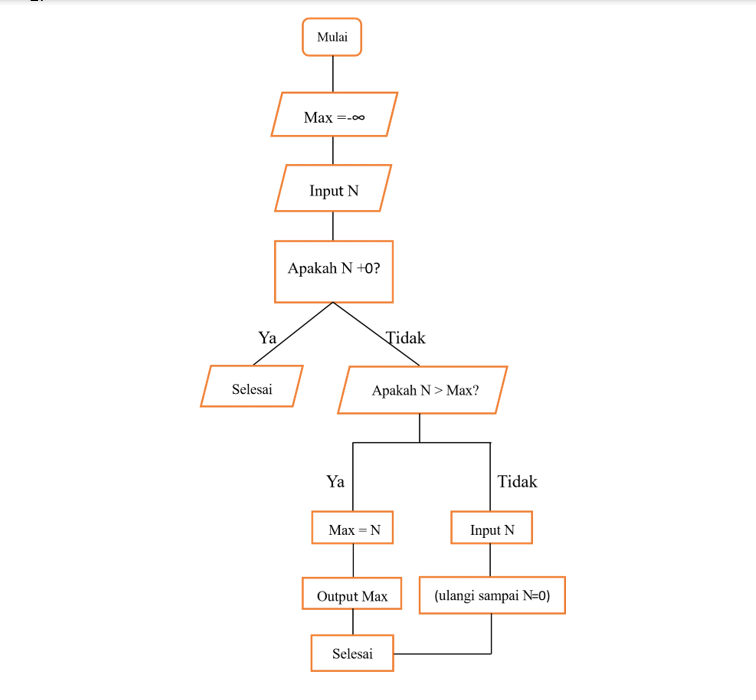 Mulai
Max =-∞
Input N
Apakah N +0?
Ya
Tidak
Selesai
Apakah N > Max?
Ya
Tidak
Max = N
Input N
Output Max
(ulangi sampai N=0)
Selesai